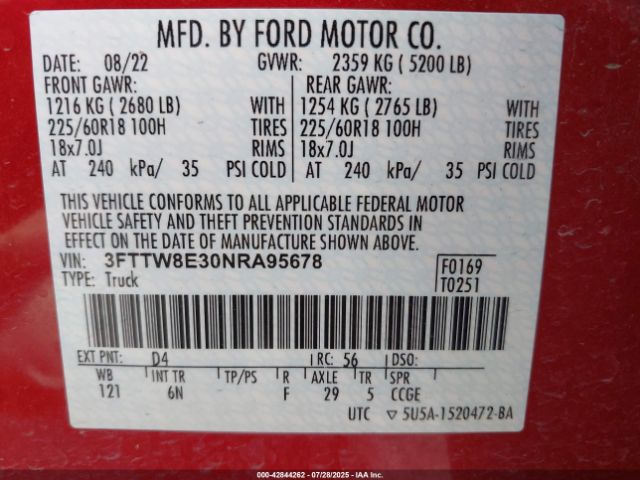 MFD. BY FORD MOTOR CO.
DATE: 08/22 GVWR: 2359 KG ( 5200 LB)
FRONT GAWR: REAR GAWR:
1216 KG ( 2680 LB) WITH 1254 KG ( 2765 LB) WITH
225/60R18 100H TIRES 225/60R18 100H TIRES
18x7.0J RIMS 18x7.0J RIMS
AT 240 kPa/ 35 PSI COLD AT 240 kPa/ 35 PSI COLD
THIS VEHICLE CONFORMS TO ALL APPLICABLE FEDERAL MOTOR
VEHICLE SAFETY AND THEFT PREVENTION STANDARDS IN
EFFECT ON THE DATE OF MANUFACTURE SHOWN ABOVE.
VIN: 3FTTW8E30NRA95678 F0169
TYPE: Truck T0251
EXT PNT: D4 RC: 56 DSO:
WB INT TR TP/PS R AXLE TR SPR
121 6N F 29 5 CCGE
UTC ▽ 5U5A-1520472-BA
000-42844262 07/28/2025 - Copyright © 2025, IAA.